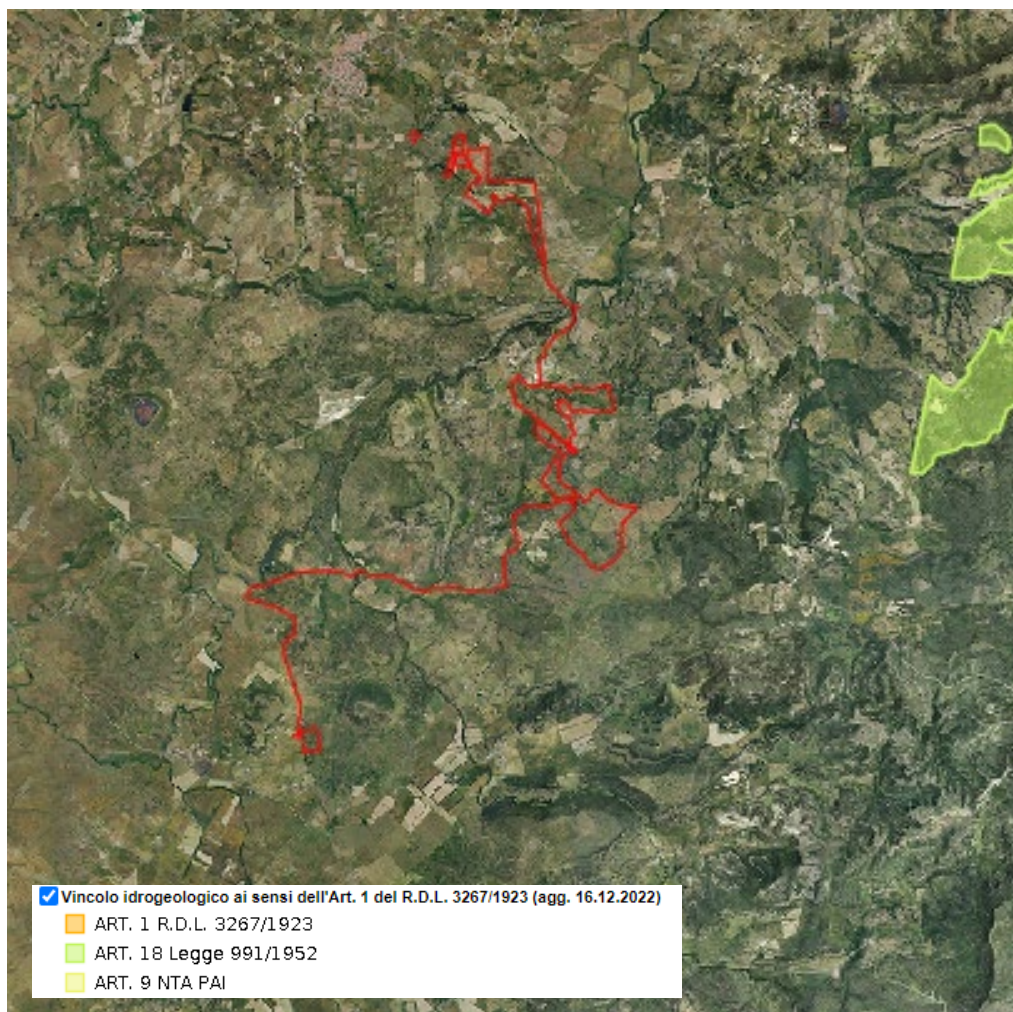 Vincolo idrogeologico ai sensi dell'Art. 1 del R.D.L. 3267/1923 (agg. 16.12.2022)
ART. 1 R.D.L. 3267/1923
ART. 18 Legge 991/1952
ART. 9 NTA PAI